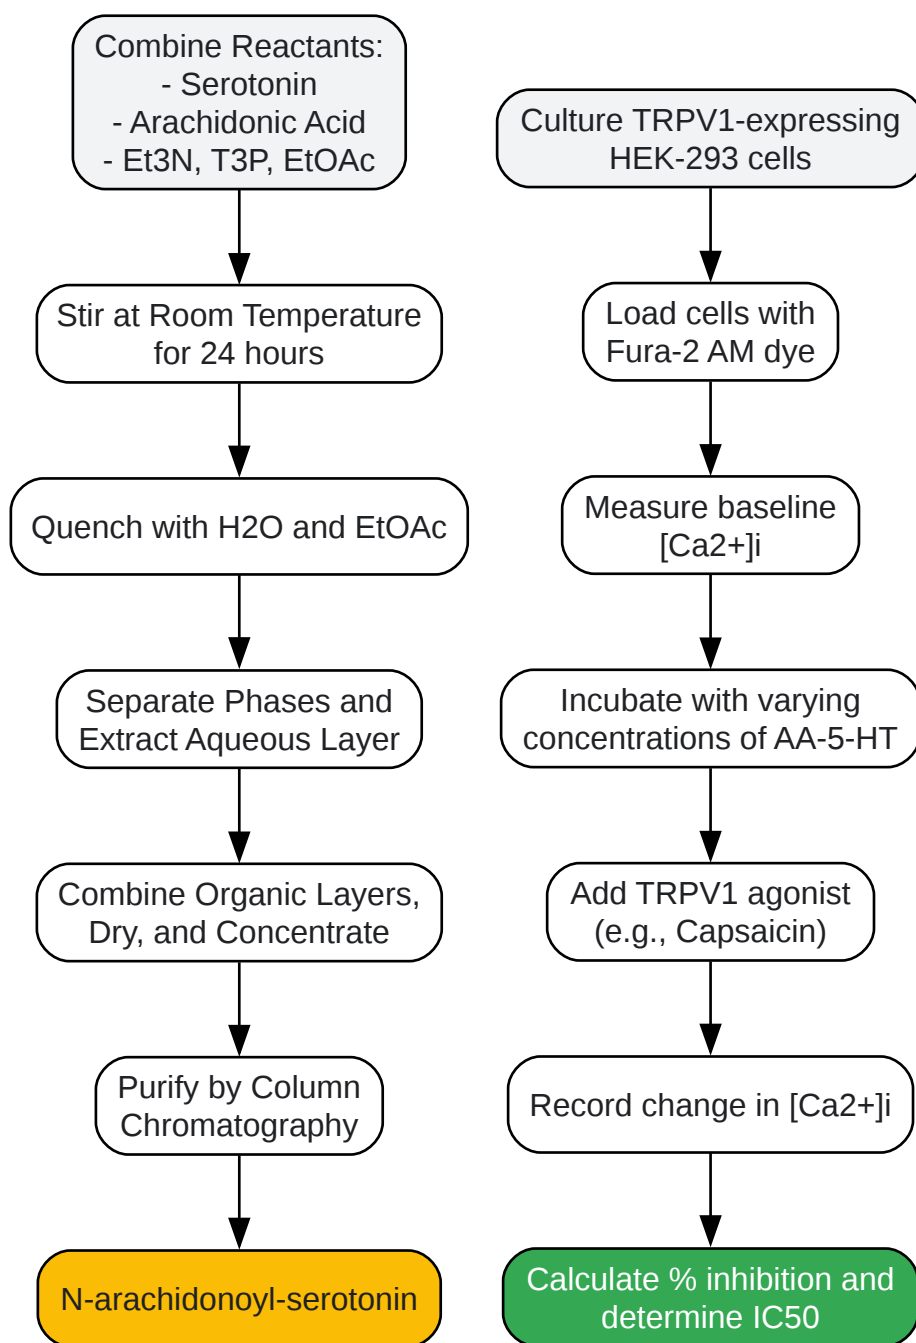 Combine Reactants:
- Serotonin
- Arachidonic Acid
- Et3N, T3P, EtOAc
Stir at Room Temperature
for 24 hours
Quench with H2O and EtOAc
Separate Phases and
Extract Aqueous Layer
Combine Organic Layers,
Dry, and Concentrate
Purify by Column
Chromatography
N-arachidonoyl-serotonin
Culture TRPV1-expressing
HEK-293 cells
Load cells with
Fura-2 AM dye
Measure baseline
[Ca2+]i
Incubate with varying
concentrations of AA-5-HT
Add TRPV1 agonist
(e.g., Capsaicin)
Record change in [Ca2+]i
Calculate % inhibition and
determine IC50